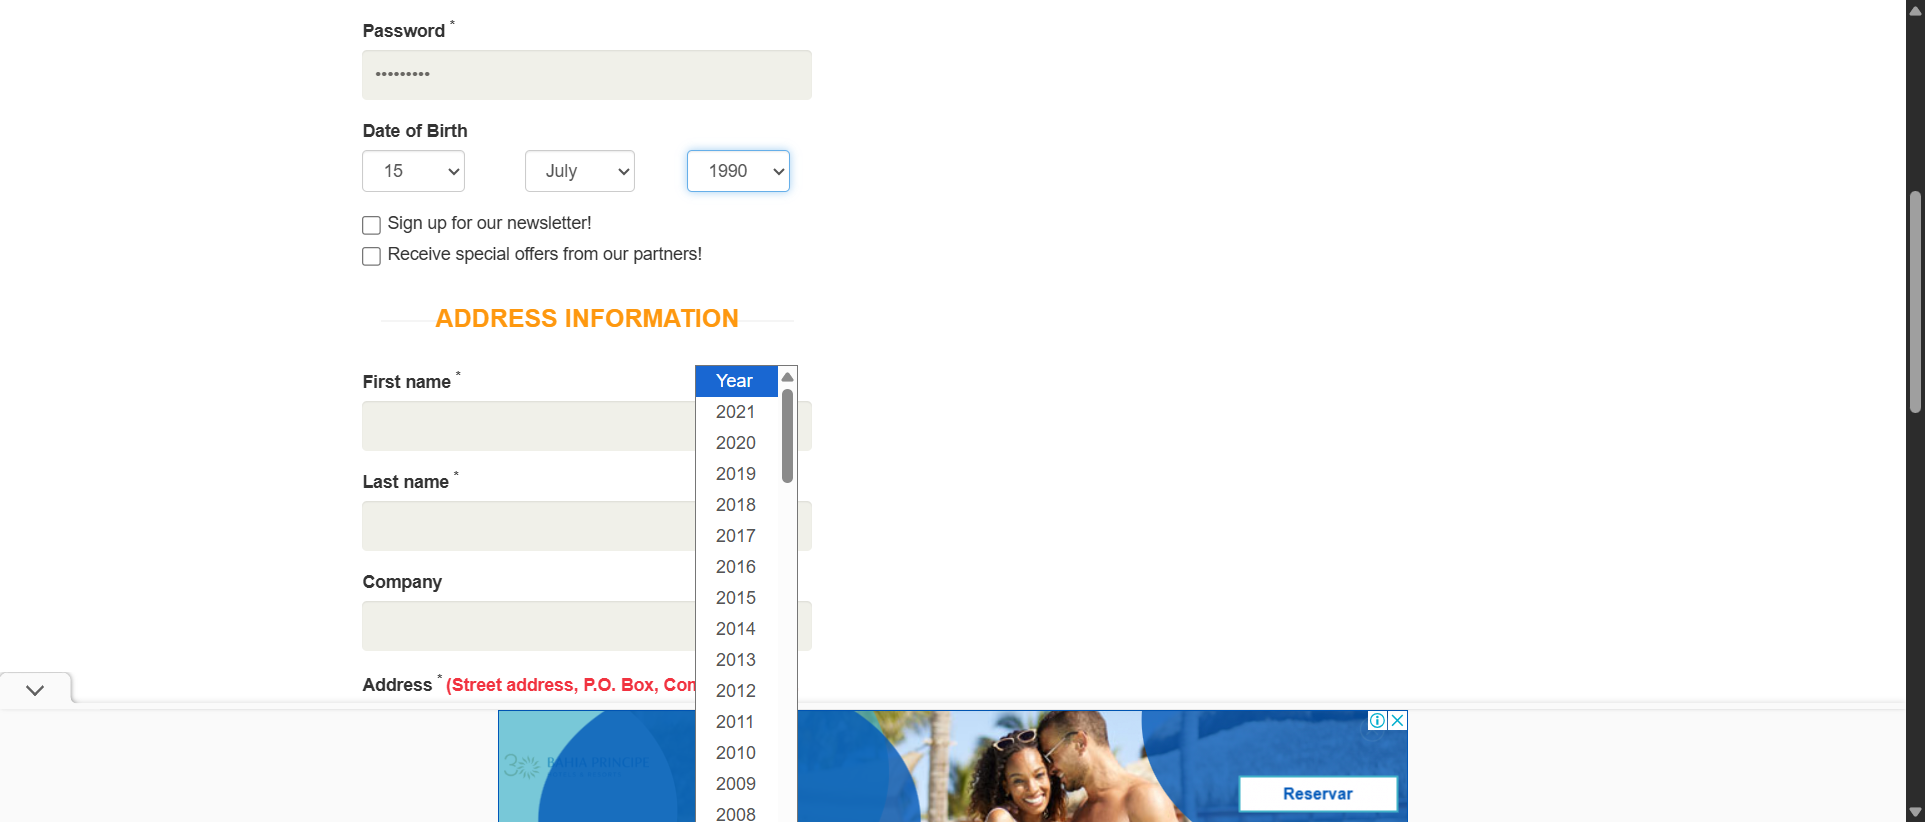 Password *
•••••••••
Date of Birth
15 July 1990
Sign up for our newsletter!
Receive special offers from our partners!
ADDRESS INFORMATION
First name *
Year
2021
2020
2019
Last name *
2018
2017
2016
Company
2015
2014
2013
Address * (Street address, P.O. Box, Com
2012
2011
2010
2009
2008
30 BAHIA PRINCIPE
Reservar